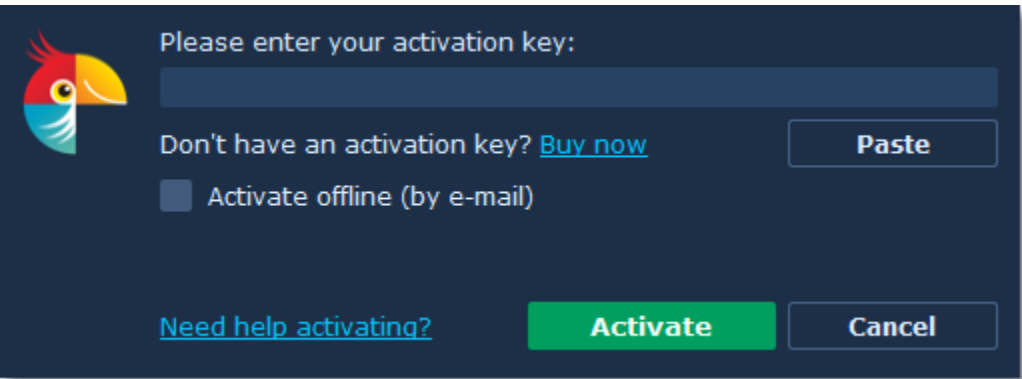 Please enter your activation key:
Don't have an activation key? Buy now
Paste
Activate offline (by e-mail)
Need help activating?
Activate
Cancel